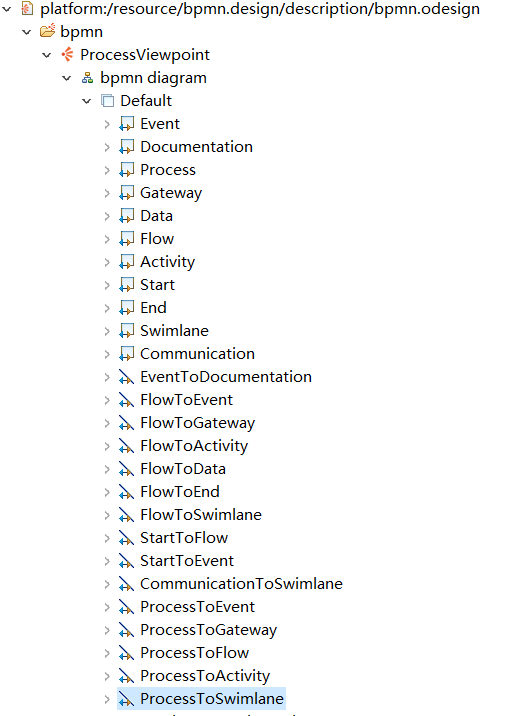 platform:/resource/bpmn.design/description/bpmn.odesign
bpmn
ProcessViewpoint
bpmn diagram
Default
Event
Documentation
Process
Gateway
Data
Flow
Activity
Start
End
Swimlane
Communication
EventToDocumentation
FlowToEvent
FlowToGateway
FlowToActivity
FlowToData
FlowToEnd
FlowToSwimlane
StartToFlow
StartToEvent
CommunicationToSwimlane
ProcessToEvent
ProcessToGateway
ProcessToFlow
ProcessToActivity
ProcessToSwimlane